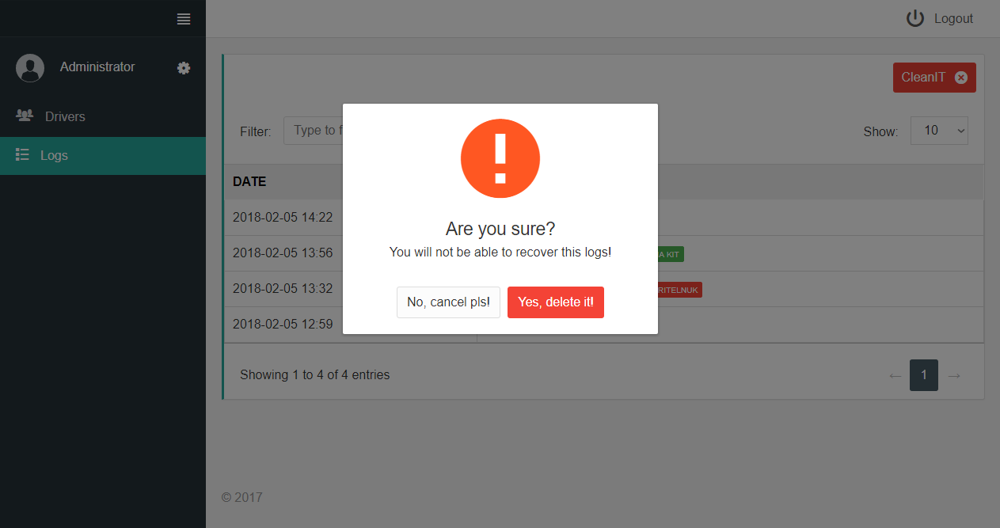 Logout
Administrator
Drivers
Logs
CleanIT
Filter: Type to
Show: 10
DATE
2018-02-05 14:22
2018-02-05 13:56 A KIT
2018-02-05 13:32 RITELNUK
2018-02-05 12:59
Are you sure?
You will not be able to recover this logs!
No, cancel pls! Yes, delete it!
Showing 1 to 4 of 4 entries
← 1 →
© 2017